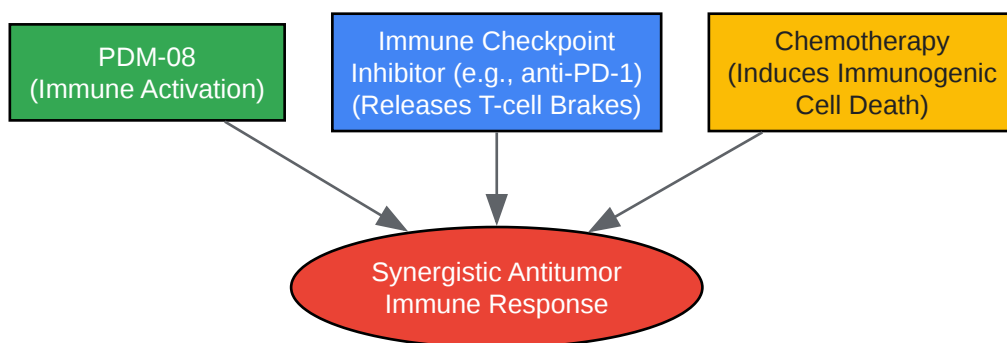 PDM-08
(Immune Activation)
Immune Checkpoint
Inhibitor (e.g., anti-PD-1)
(Releases T-cell Brakes)
Chemotherapy
(Induces Immunogenic
Cell Death)
Synergistic Antitumor
Immune Response